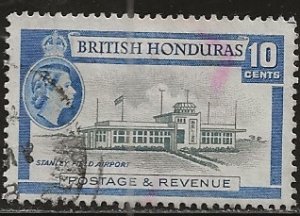 BRITISH HONDURAS
10
CENTS
STANLEY FIELD AIRPORT
POSTAGE & REVENUE